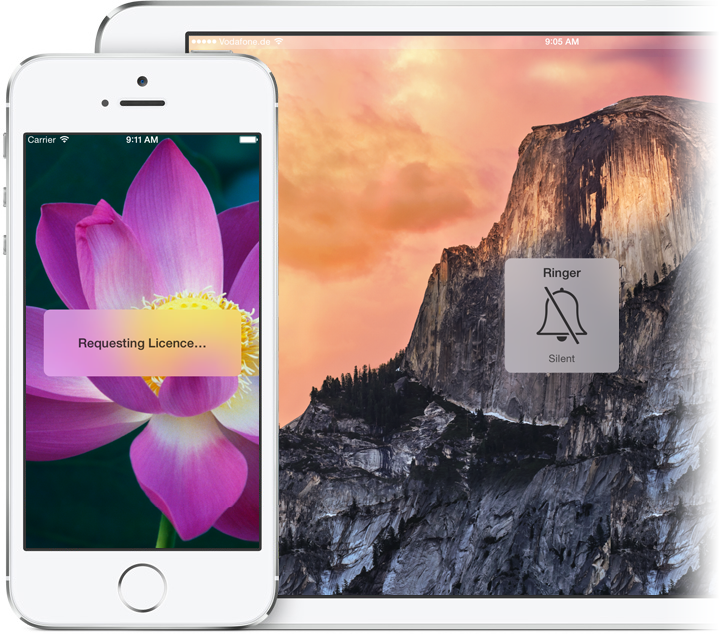 Vodafone.de
9:05 AM
Carrier
9:11 AM
Ringer
Silent
Requesting Licence...